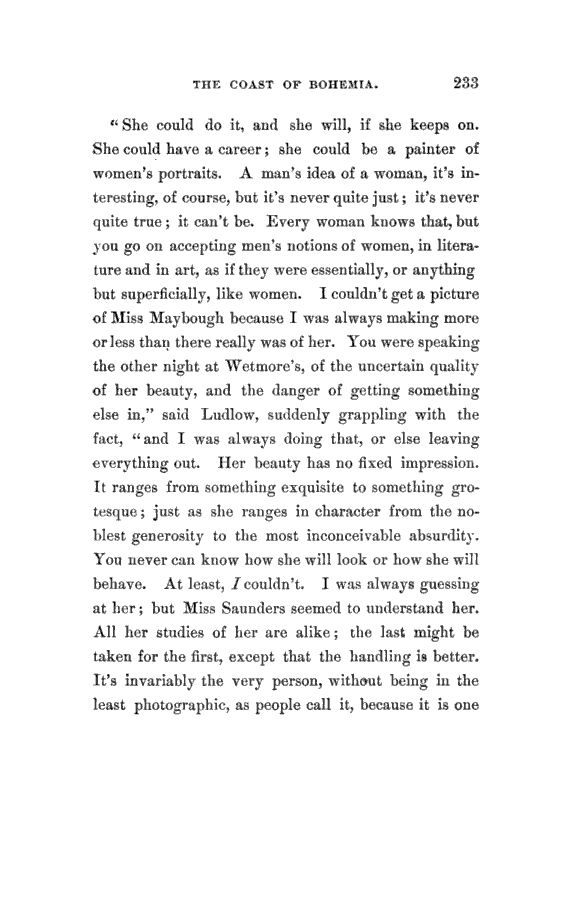 THE COAST OF BOHEMIA. 233
“She could do it, and she will, if she keeps on.
She could have a career; she could be a painter of
women's portraits. A man's idea of a woman, it's in-
teresting, of course, but it's never quite just; it's never
quite true; it can't be. Every woman knows that, but
you go on accepting men's notions of women, in litera-
ture and in art, as if they were essentially, or anything
but superficially, like women. I couldn't get a picture
of Miss Maybough because I was always making more
or less than there really was of her. You were speaking
the other night at Wetmore's, of the uncertain quality
of her beauty, and the danger of getting something
else in,” said Ludlow, suddenly grappling with the
fact, “and I was always doing that, or else leaving
everything out. Her beauty has no fixed impression.
It ranges from something exquisite to something gro-
tesque; just as she ranges in character from the no-
blest generosity to the most inconceivable absurdity.
You never can know how she will look or how she will
behave. At least, I couldn't. I was always guessing
at her; but Miss Saunders seemed to understand her.
All her studies of her are alike; the last might be
taken for the first, except that the handling is better.
It's invariably the very person, without being in the
least photographic, as people call it, because it is one